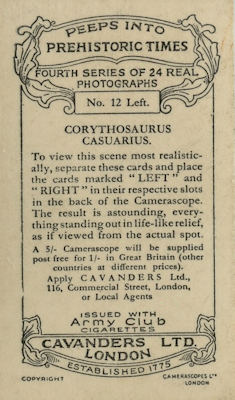 PEEPS INTO
PREHISTORIC TIMES
FOURTH SERIES OF 24 REAL
PHOTOGRAPHS
No. 12 Left.
CORYTHOSAURUS
CASUARIUS.
To view this scene most realistic-
ally, separate these cards and place
the cards marked "LEFT" and
"RIGHT" in their respective slots
in the back of the Camerascope.
The result is astounding, every-
thing standing out in life-like relief,
as if viewed from the actual spot.
A 5/- Camerascope will be supplied
post free for 1/- in Great Britain (other
countries at different prices).
Apply CAVANDERS Ltd.,
116, Commercial Street, London,
or Local Agents
ISSUED WITH
Army Club
CIGARETTES
CAVANDERS LTD.
LONDON
ESTABLISHED 1775
COPYRIGHT
CAMERASCOPES LTD
LONDON